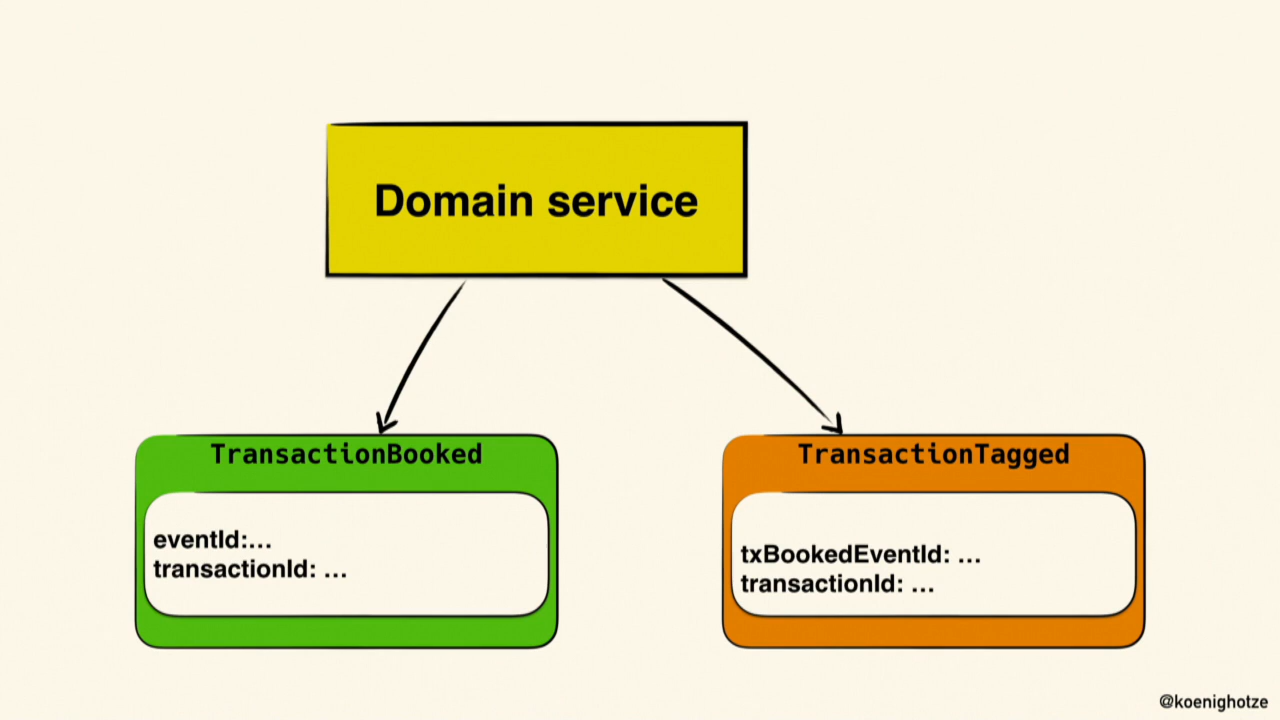 Domain service
TransactionBooked
eventId:...
transactionId: ...
TransactionTagged
txBookedEventId: ...
transactionId: ...
@koenighotze